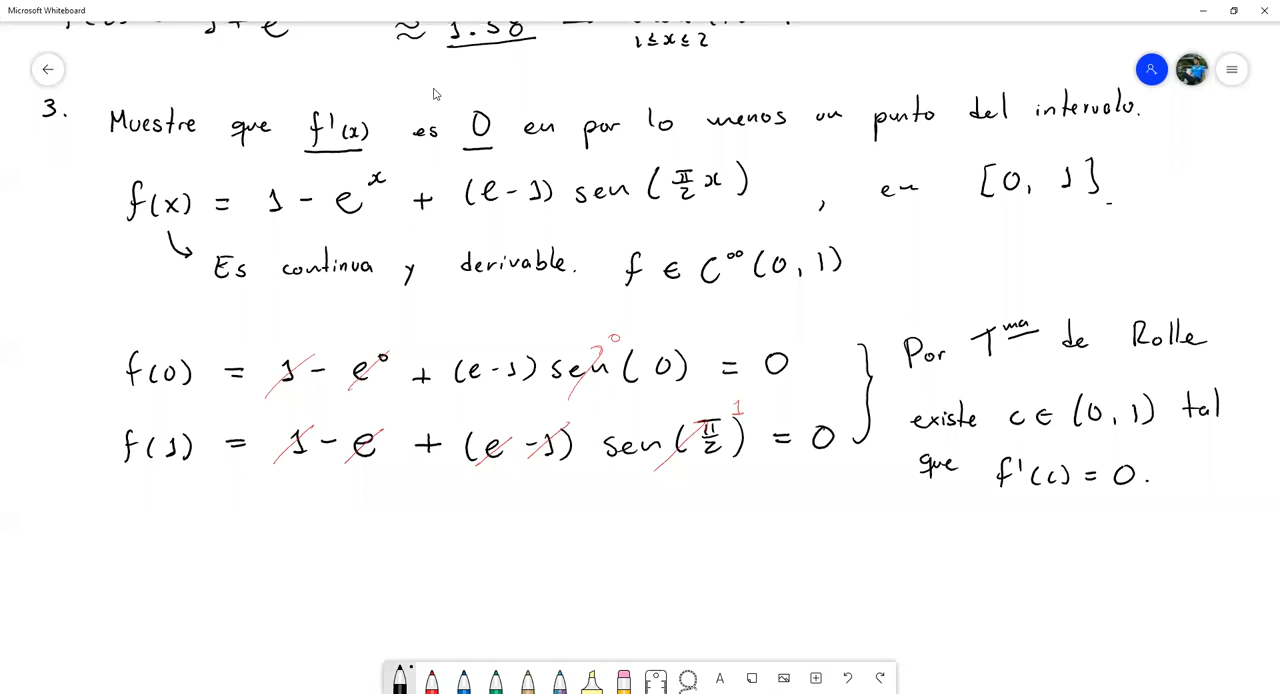 Microsoft Whiteboard
≈ 1.58
1 ≤ x ≤ 2
3. Muestre que f'(x) es 0 en por lo menos un punto del intervalo.
f(x) = 1 - e^x + (e-1) sen(π/2 x), en [0, 1].
Es continua y derivable. f ∈ C^∞(0, 1)
f(0) = 1 - e^0 + (e-1) sen(0) = 0
0
f(1) = 1 - e + (e-1) sen(π/2) = 0
1
Por T^ma de Rolle
existe c ∈ (0, 1) tal
que f'(c) = 0.